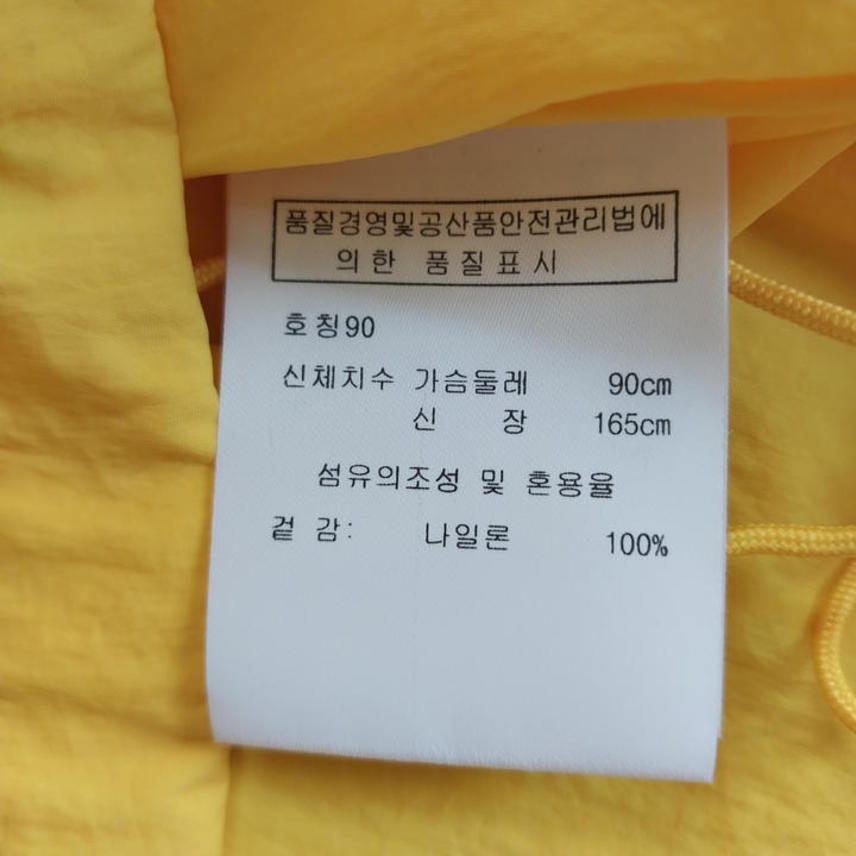 품질경영및공산품안전관리법에
의한 품질표시
호칭90
신체치수 가슴둘레 90cm
신 장 165cm
섬유의조성 및 혼용율
겉 감: 나일론 100%